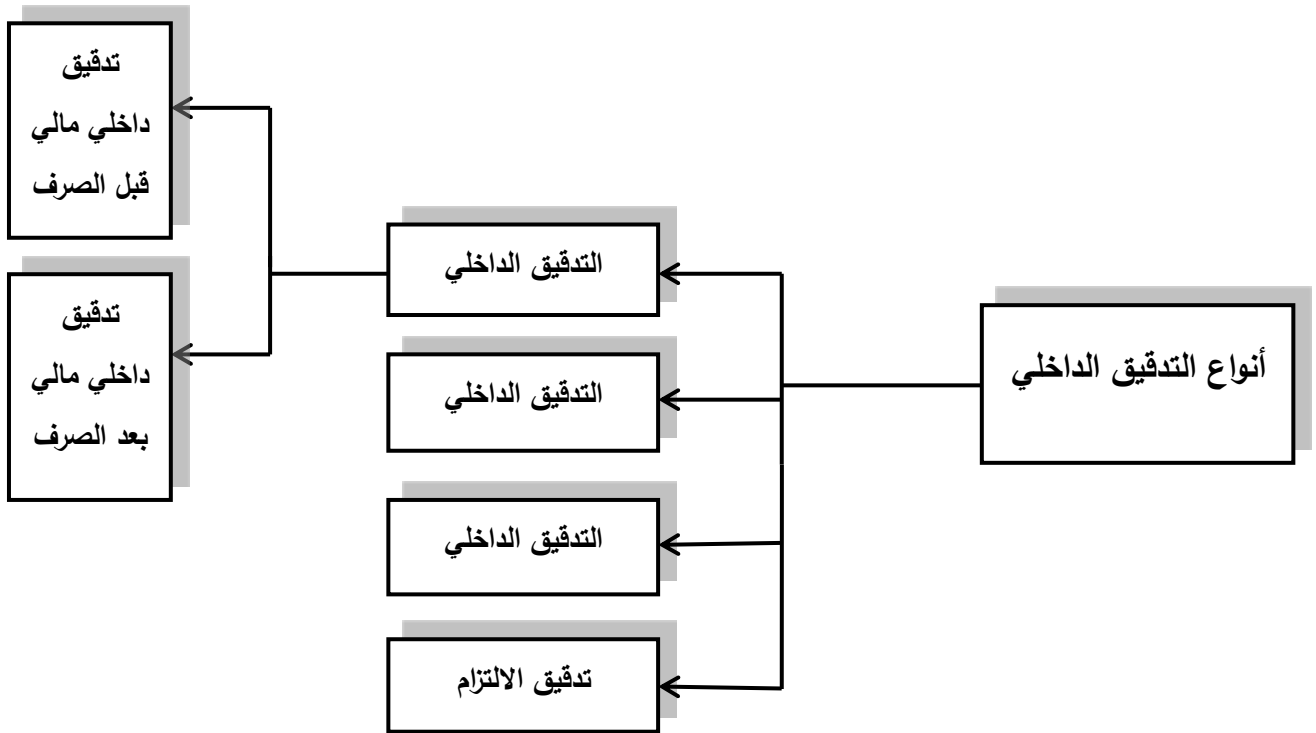 أنواع التدقيق الداخلي
التدقيق الداخلي
التدقيق الداخلي
التدقيق الداخلي
تدقيق الالتزام
تدقيق
داخلي مالي
قبل الصرف
تدقيق
داخلي مالي
بعد الصرف